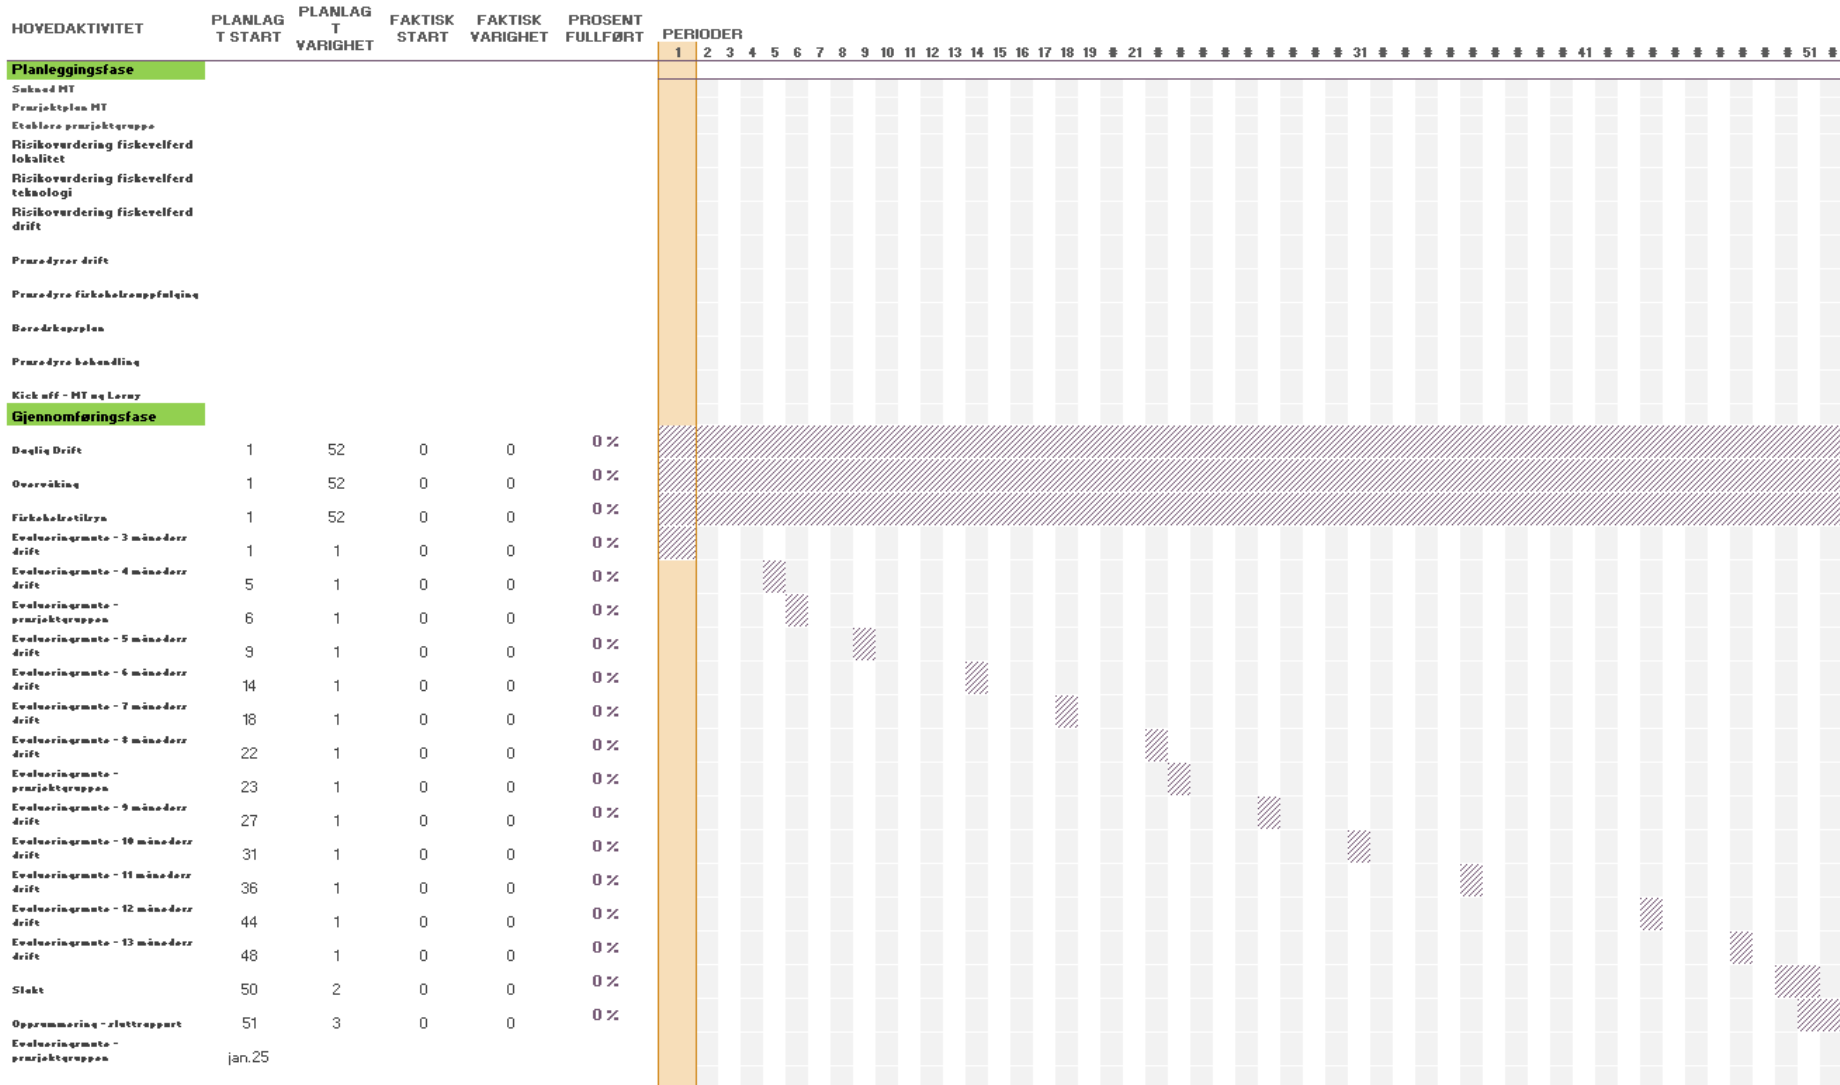 HOVEDAKTIVITET
PLANLAG
T START
PLANLAG
T
VARIGHET
FAKTISK
START
FAKTISK
VARIGHET
PROSENT
FULLFØRT
PERIODER
1 2 3 4 5 6 7 8 9 10 11 12 13 14 15 16 17 18 19 # 21 # # # # # # # # # 31 # # # # # # # # # 41 # # # # # # # # # 51 #
Planleggingsfase
Søknad MT
Prosjektplan MT
Etablere prosjektgruppe
Risikovurdering fiskevelferd
lokalitet
Risikovurdering fiskevelferd
teknologi
Risikovurdering fiskevelferd
drift
Prosedyrer drift
Prosedyre fiskehelseoppfølging
Beredskapsplan
Prosedyre behandling
Kick off - MT og Lerøy
Gjennomføringsfase
Daglig Drift 1 52 0 0 0 %
Overvåking 1 52 0 0 0 %
Fiskehelsetilsyn 1 52 0 0 0 %
Evalueringsmøte - 3 måneders
drift 1 1 0 0 0 %
Evalueringsmøte - 4 måneders
drift 5 1 0 0 0 %
Evalueringsmøte -
prosjektgruppen 6 1 0 0 0 %
Evalueringsmøte - 5 måneders
drift 9 1 0 0 0 %
Evalueringsmøte - 6 måneders
drift 14 1 0 0 0 %
Evalueringsmøte - 7 måneders
drift 18 1 0 0 0 %
Evalueringsmøte - 8 måneders
drift 22 1 0 0 0 %
Evalueringsmøte -
prosjektgruppen 23 1 0 0 0 %
Evalueringsmøte - 9 måneders
drift 27 1 0 0 0 %
Evalueringsmøte - 10 måneders
drift 31 1 0 0 0 %
Evalueringsmøte - 11 måneders
drift 36 1 0 0 0 %
Evalueringsmøte - 12 måneders
drift 44 1 0 0 0 %
Evalueringsmøte - 13 måneders
drift 48 1 0 0 0 %
Slakt 50 2 0 0 0 %
Oppsummering - sluttrapport 51 3 0 0 0 %
Evalueringsmøte -
prosjektgruppen jan.25